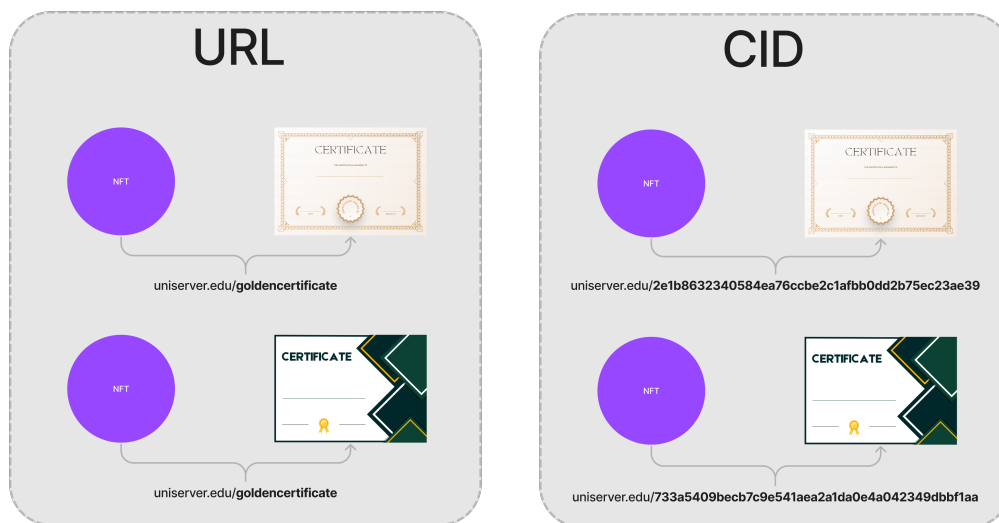 URL
NFT
CERTIFICATE
uniserver.edu/goldencertificate
NFT
CERTIFICATE
uniserver.edu/goldencertificate
CID
NFT
CERTIFICATE
uniserver.edu/2e1b8632340584ea76ccbe2c1afbb0dd2b75ec23ae39
NFT
CERTIFICATE
uniserver.edu/733a5409becb7c9e541aea2a1da0e4a042349dbbf1aa